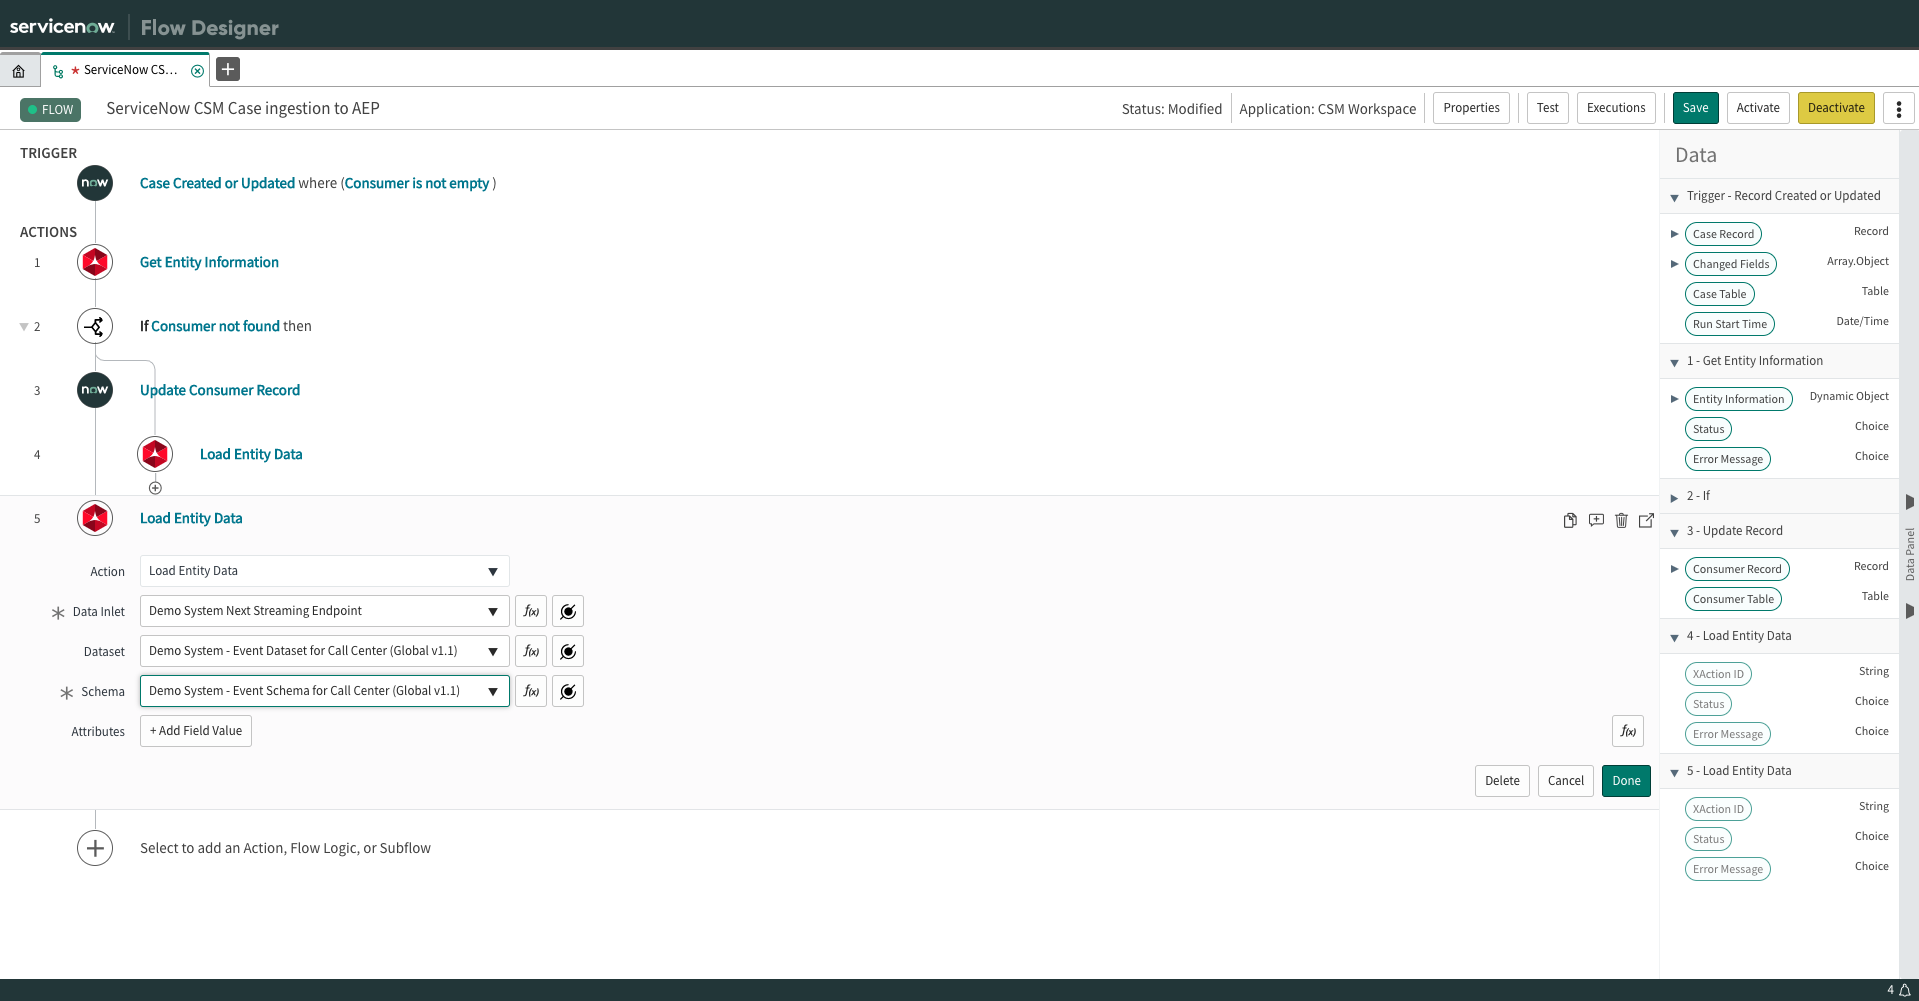 servicenow
Flow Designer
* ServiceNow CS...
FLOW
ServiceNow CSM Case ingestion to AEP
Status: Modified
Application: CSM Workspace
Properties
Test
Executions
Save
Activate
Deactivate
TRIGGER
now
Case Created or Updated where (Consumer is not empty )
ACTIONS
1
Get Entity Information
2
If Consumer not found then
3
now
Update Consumer Record
4
Load Entity Data
5
Load Entity Data
Action
Load Entity Data
Data Inlet
Demo System Next Streaming Endpoint
f(x)
Dataset
Demo System - Event Dataset for Call Center (Global v1.1)
f(x)
Schema
Demo System - Event Schema for Call Center (Global v1.1)
f(x)
Attributes
+ Add Field Value
f(x)
Delete
Cancel
Done
Select to add an Action, Flow Logic, or Subflow
Data
Trigger - Record Created or Updated
Case Record
Record
Changed Fields
Array.Object
Case Table
Table
Run Start Time
Date/Time
1 - Get Entity Information
Entity Information
Dynamic Object
Status
Choice
Error Message
Choice
2 - If
3 - Update Record
Consumer Record
Record
Consumer Table
Table
4 - Load Entity Data
XAction ID
String
Status
Choice
Error Message
Choice
5 - Load Entity Data
XAction ID
String
Status
Choice
Error Message
Choice
Data Panel
4